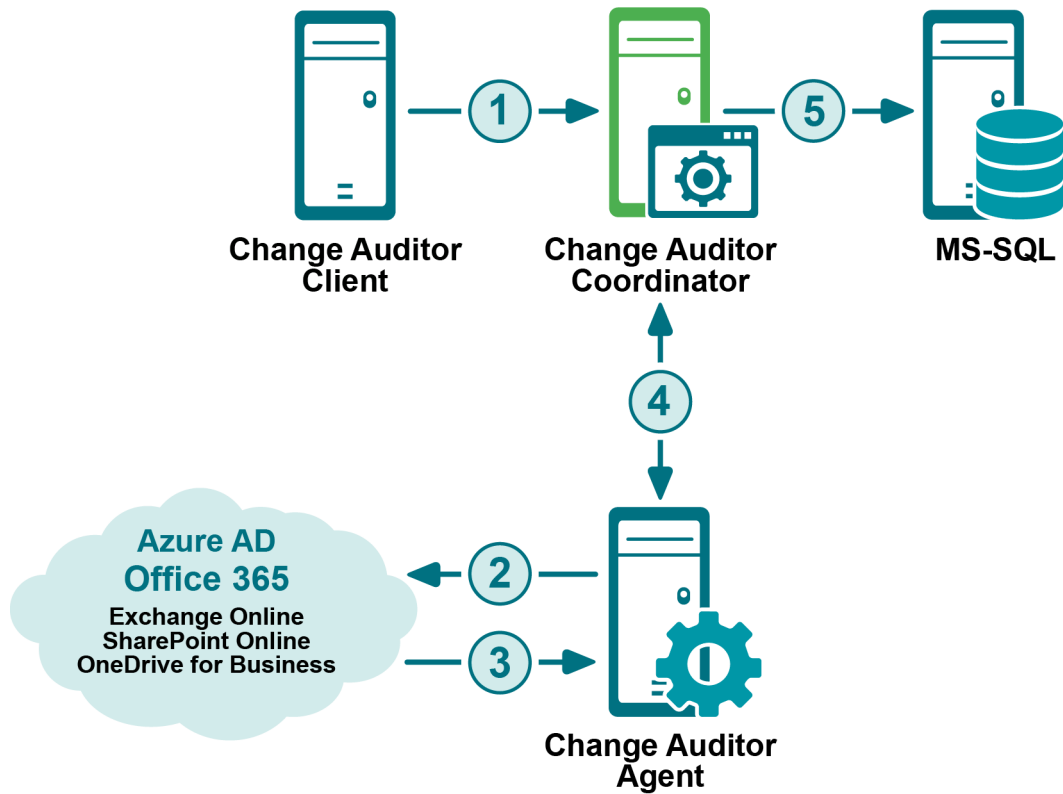 1
5
Change Auditor
Client
Change Auditor
Coordinator
MS-SQL
4
Azure AD
Office 365
Exchange Online
SharePoint Online
OneDrive for Business
2
3
Change Auditor
Agent